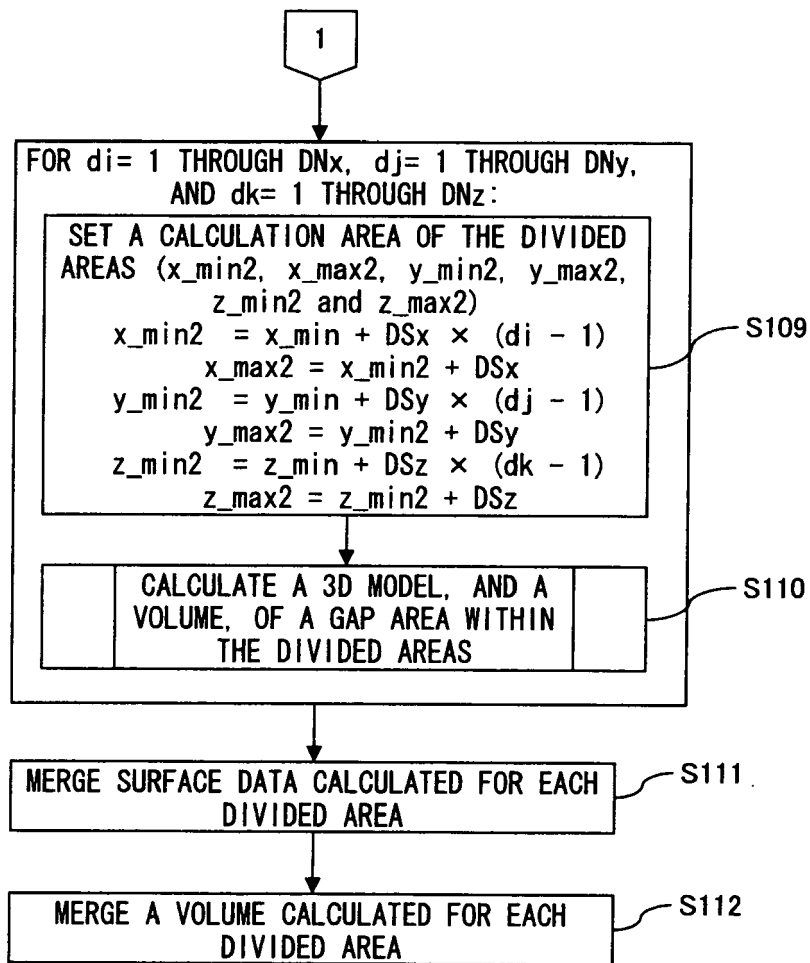 1
FOR di= 1 THROUGH DNx, dj= 1 THROUGH DNy,
AND dk= 1 THROUGH DNz:
SET A CALCULATION AREA OF THE DIVIDED
AREAS (x_min2, x_max2, y_min2, y_max2,
z_min2 and z_max2)
x_min2 = x_min + DSx × (di - 1)
x_max2 = x_min2 + DSx
y_min2 = y_min + DSy × (dj - 1)
y_max2 = y_min2 + DSy
z_min2 = z_min + DSz × (dk - 1)
z_max2 = z_min2 + DSz
S109
CALCULATE A 3D MODEL, AND A
VOLUME, OF A GAP AREA WITHIN
THE DIVIDED AREAS
S110
MERGE SURFACE DATA CALCULATED FOR EACH
DIVIDED AREA
S111
MERGE A VOLUME CALCULATED FOR EACH
DIVIDED AREA
S112